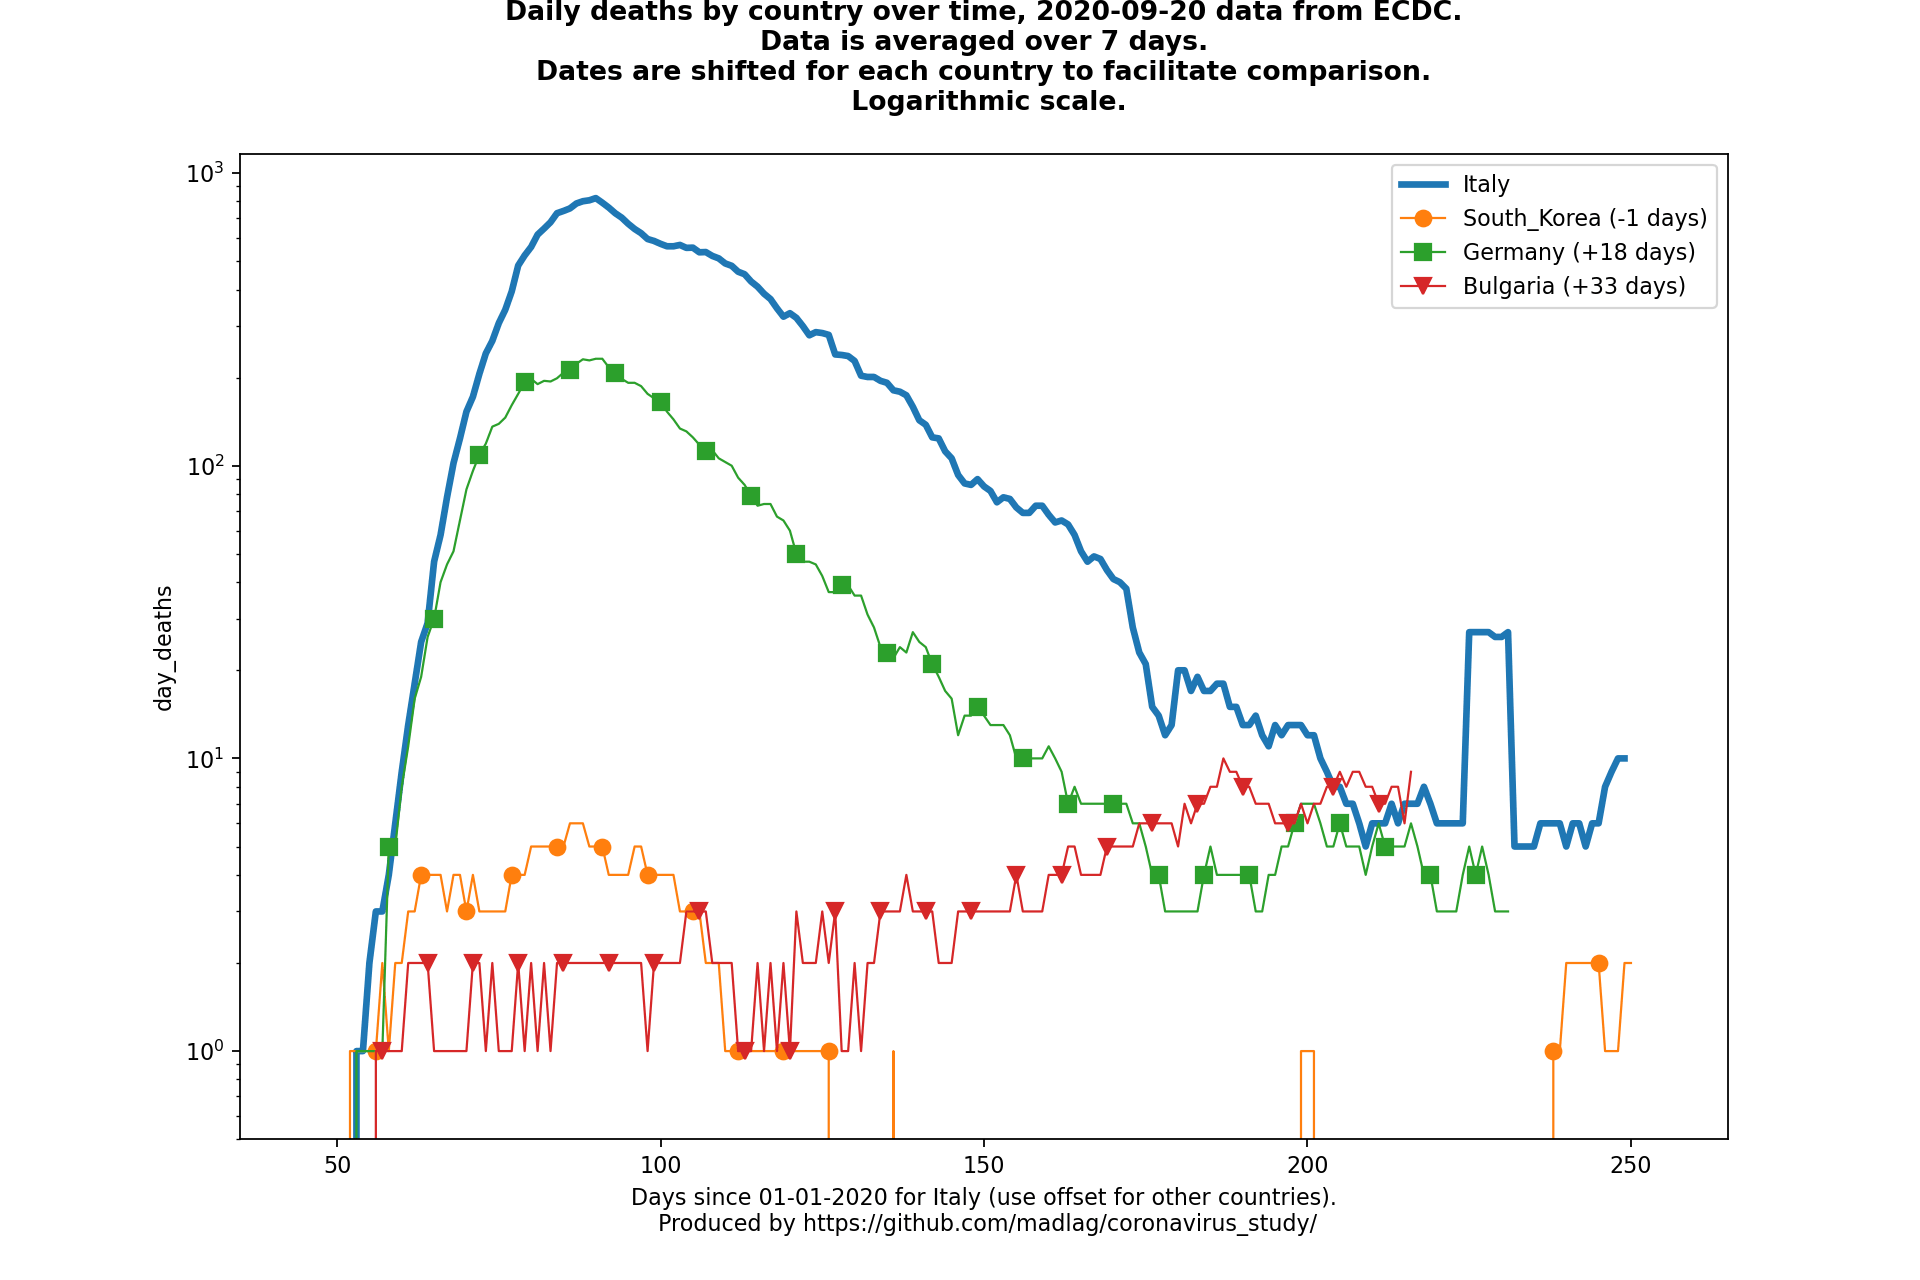 Daily deaths by country over time, 2020-09-20 data from ECDC.
Data is averaged over 7 days.
Dates are shifted for each country to facilitate comparison.
Logarithmic scale.
10³
10²
10¹
10⁰
day_deaths
Italy
South_Korea (-1 days)
Germany (+18 days)
Bulgaria (+33 days)
50 100 150 200 250
Days since 01-01-2020 for Italy (use offset for other countries).
Produced by https://github.com/madlag/coronavirus_study/